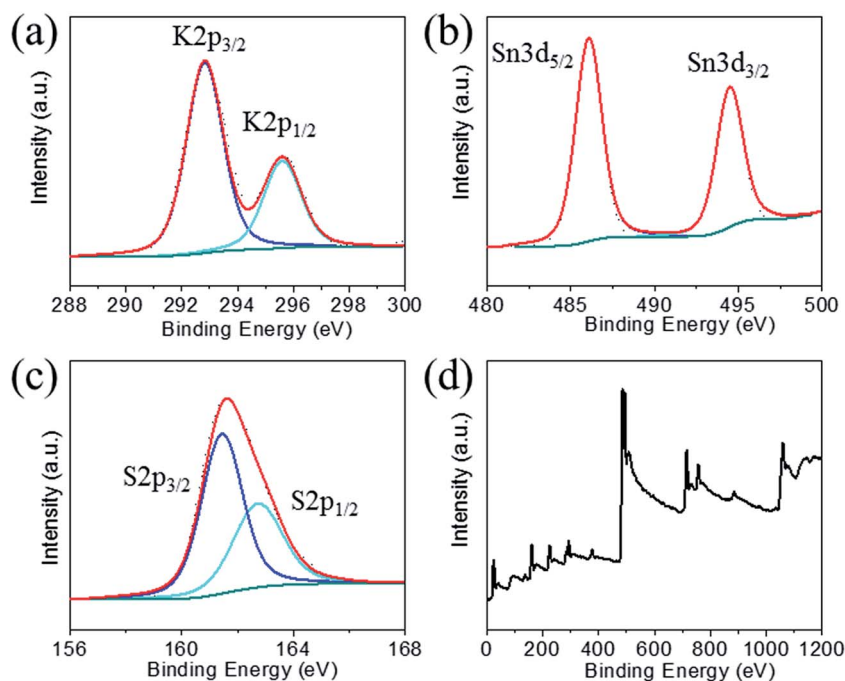 (a)
K2p3/2
K2p1/2
Intensity (a.u.)
288 290 292 294 296 298 300
Binding Energy (eV)
(b)
Sn3d5/2
Sn3d3/2
Intensity (a.u.)
480 485 490 495 500
Binding Energy (eV)
(c)
S2p3/2
S2p1/2
Intensity (a.u.)
156 160 164 168
Binding Energy (eV)
(d)
Intensity (a.u.)
0 200 400 600 800 1000 1200
Binding Energy (eV)